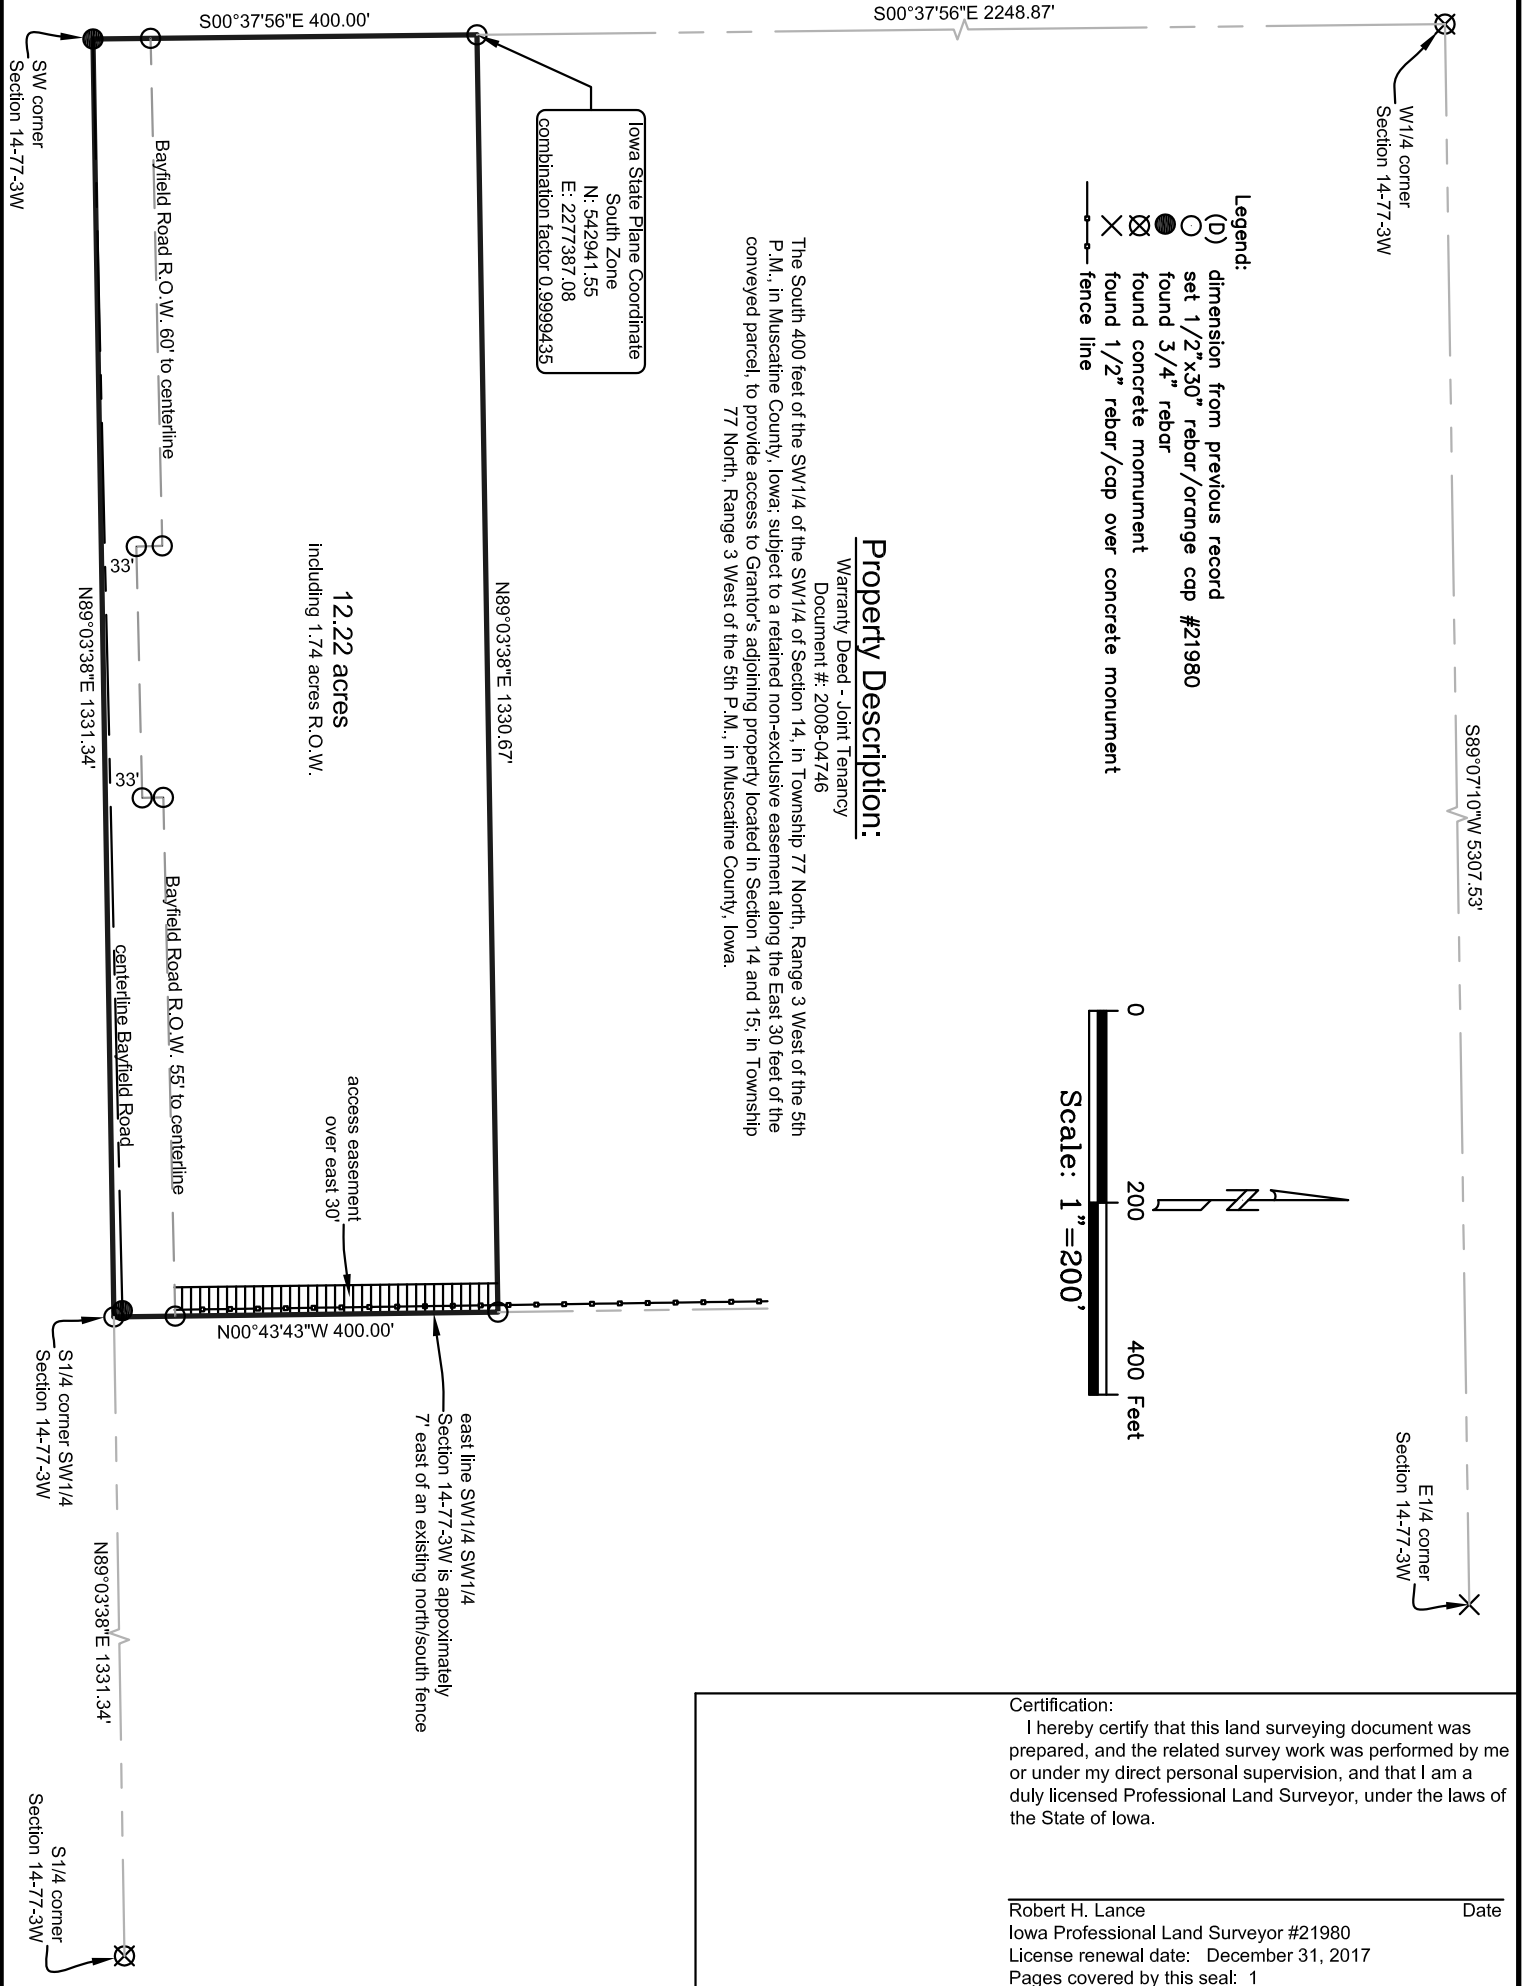 W1/4 corner
Section 14-77-3W
S89°07'10"W 5307.53'
E1/4 corner
Section 14-77-3W
Legend:
(D) dimension from previous record
set 1/2"x30" rebar/orange cap #21980
found 3/4" rebar
found concrete momument
found 1/2" rebar/cap over concrete monument
fence line
0 200 400 Feet
Scale: 1"=200'
N
S00°37'56"E 2248.87'
Property Description:
Warranty Deed - Joint Tenancy
Document #: 2008-04746
The South 400 feet of the SW1/4 of the SW1/4 of Section 14, in Township 77 North, Range 3 West of the 5th
P.M., in Muscatine County, Iowa; subject to a retained non-exclusive easement along the East 30 feet of the
conveyed parcel, to provide access to Grantor's adjoining property located in Section 14 and 15; in Township
77 North, Range 3 West of the 5th P.M., in Muscatine County, Iowa.
Iowa State Plane Coordinate
South Zone
N: 542941.55
E: 2277387.08
combination factor 0.9999435
N89°03'38"E 1330.67'
S00°37'56"E 400.00'
12.22 acres
including 1.74 acres R.O.W.
access easement
over east 30'
N00°43'43"W 400.00'
east line SW1/4 SW1/4
Section 14-77-3W is appoximately
7' east of an existing north/south fence
Bayfield Road R.O.W. 60' to centerline
33'
33'
Bayfield Road R.O.W. 55' to centerline
centerline Bayfield Road
N89°03'38"E 1331.34'
N89°03'38"E 1331.34'
SW corner
Section 14-77-3W
S1/4 corner SW1/4
Section 14-77-3W
S1/4 corner
Section 14-77-3W
Certification:
I hereby certify that this land surveying document was
prepared, and the related survey work was performed by me
or under my direct personal supervision, and that I am a
duly licensed Professional Land Surveyor, under the laws of
the State of Iowa.
Robert H. Lance Date
Iowa Professional Land Surveyor #21980
License renewal date: December 31, 2017
Pages covered by this seal: 1